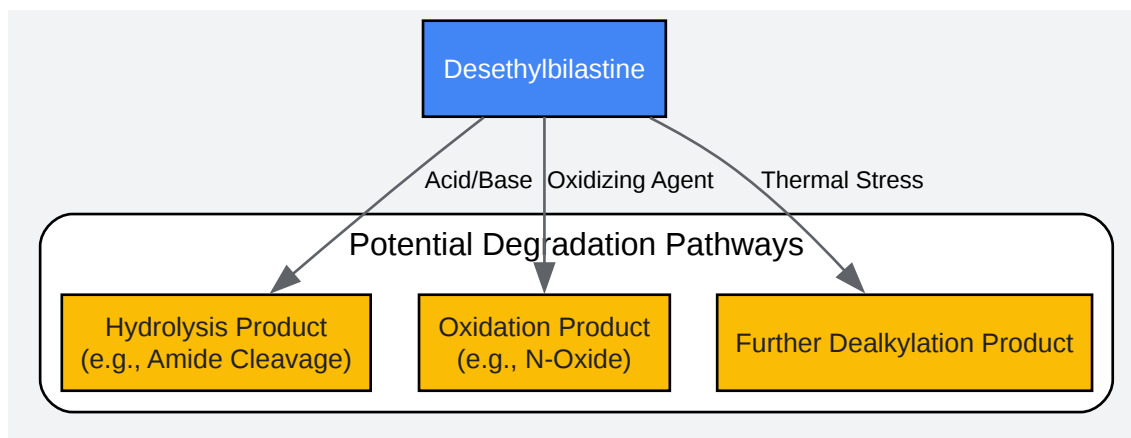 Desethylbilastine
Acid/Base
Oxidizing Agent
Thermal Stress
Potential Degradation Pathways
Hydrolysis Product
(e.g., Amide Cleavage)
Oxidation Product
(e.g., N-Oxide)
Further Dealkylation Product